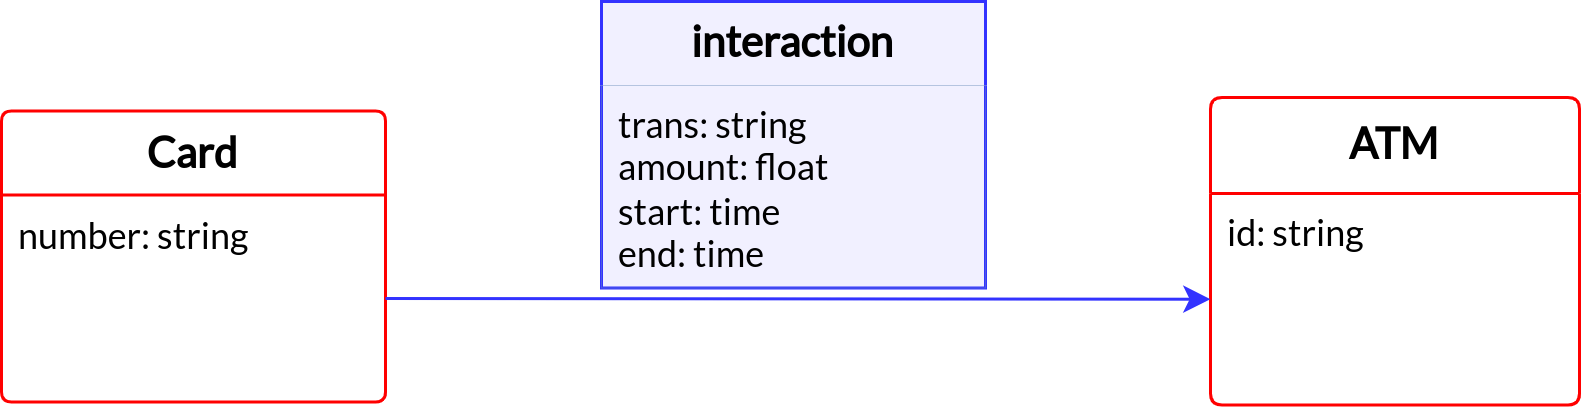 interaction
trans: string
amount: float
start: time
end: time
Card
number: string
ATM
id: string